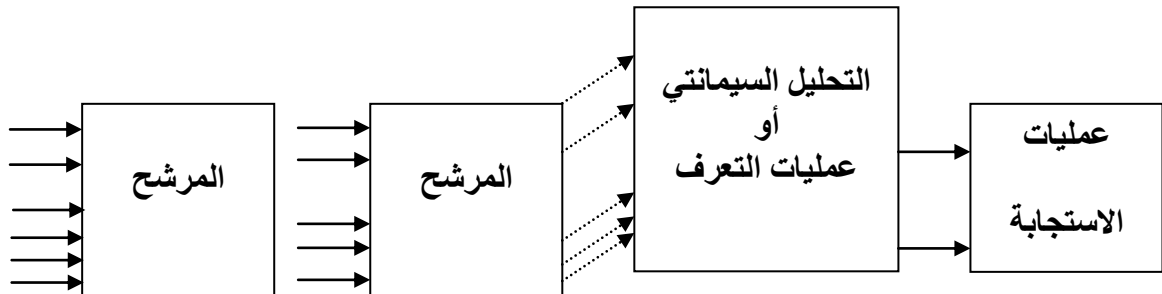 المرشح
المرشح
التحليل السيمانتي
أو
عمليات التعرف
عمليات
الاستجابة